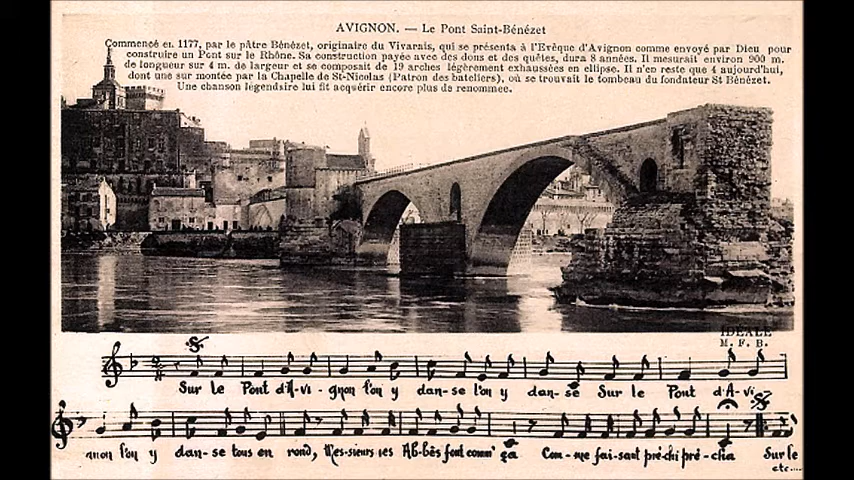 AVIGNON. — Le Pont Saint-Bénézet
Commencé en 1177, par le pâtre Bénézet, originaire du Vivarais, qui se présenta à l'Evêque d'Avignon comme envoyé par Dieu pour
construire un Pont sur le Rhône. Sa construction payée avec des dons et des quêtes, dura 8 années. Il mesurait environ 900 m.
de longueur sur 4 m. de largeur et se composait de 19 arches légèrement exhaussées en ellipse. Il n'en reste que 4 aujourd'hui,
dont une sur montée par la Chapelle de St-Nicolas (Patron des bateliers), où se trouvait le tombeau du fondateur St Bénézet.
Une chanson légendaire lui fit acquérir encore plus de renommee.
IDÉALE
M. F. B.
Sur le Pont d'A-vi-gnon l'on y dan-se l'on y dan-se Sur le Pont d'A-vi
gnon l'on y dan-se tous en rond, Mes-sieurs les Ab-bés font comm' ça Com-me fai-sant pré-chi pré-cha Sur le
etc....